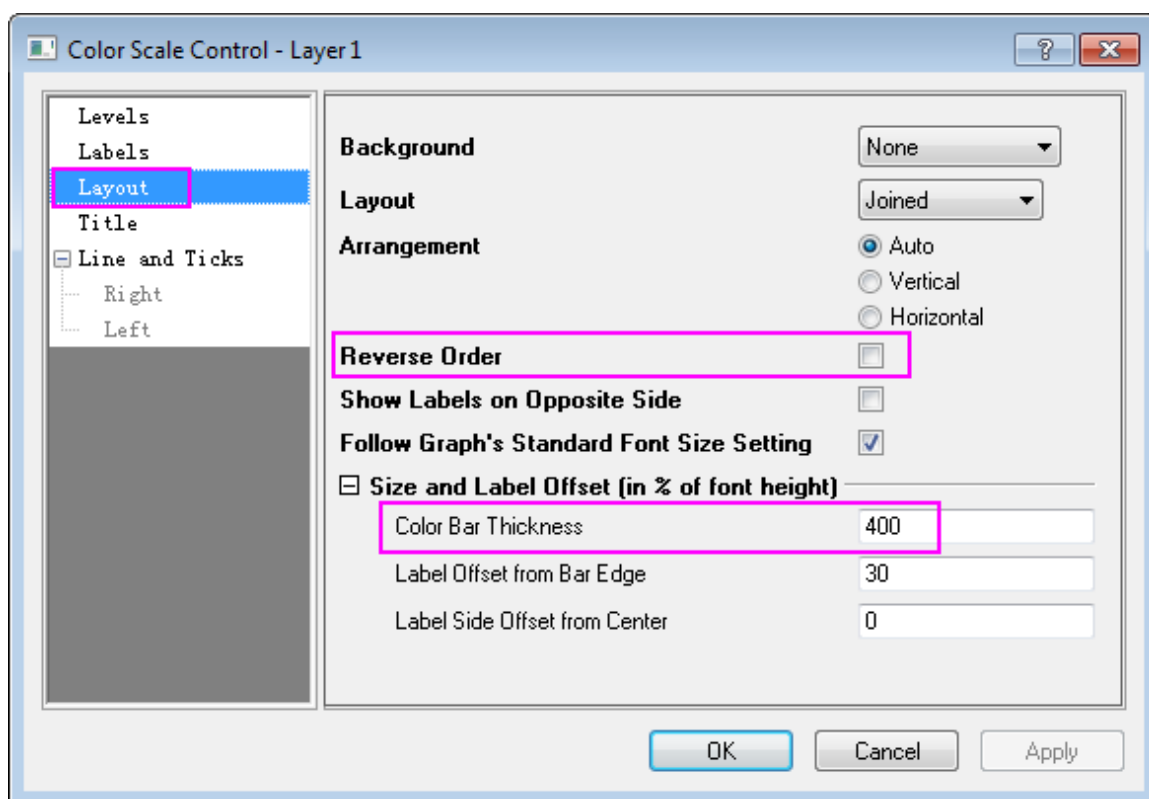 Color Scale Control - Layer 1
Levels
Labels
Layout
Title
Line and Ticks
Right
Left
Background None
Layout Joined
Arrangement Auto
Vertical
Horizontal
Reverse Order
Show Labels on Opposite Side
Follow Graph's Standard Font Size Setting
Size and Label Offset (in % of font height)
Color Bar Thickness 400
Label Offset from Bar Edge 30
Label Side Offset from Center 0
OK Cancel Apply